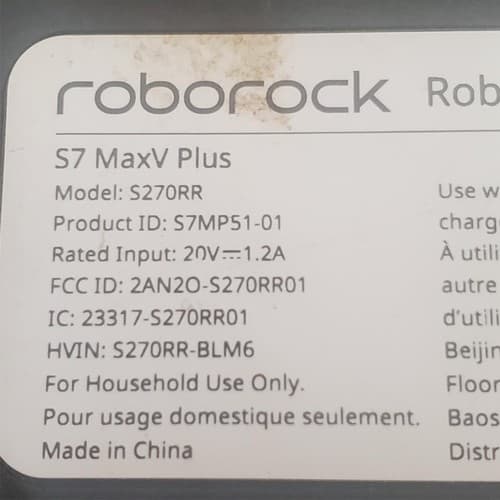 roborock Rob
S7 MaxV Plus
Model: S270RR
Product ID: S7MP51-01
Rated Input: 20V⎓1.2A
FCC ID: 2AN2O-S270RR01
IC: 23317-S270RR01
HVIN: S270RR-BLM6
For Household Use Only.
Pour usage domestique seulement.
Made in China
Use w
charg
À utili
autre
d'utili
Beijin
Floor
Baos
Distr